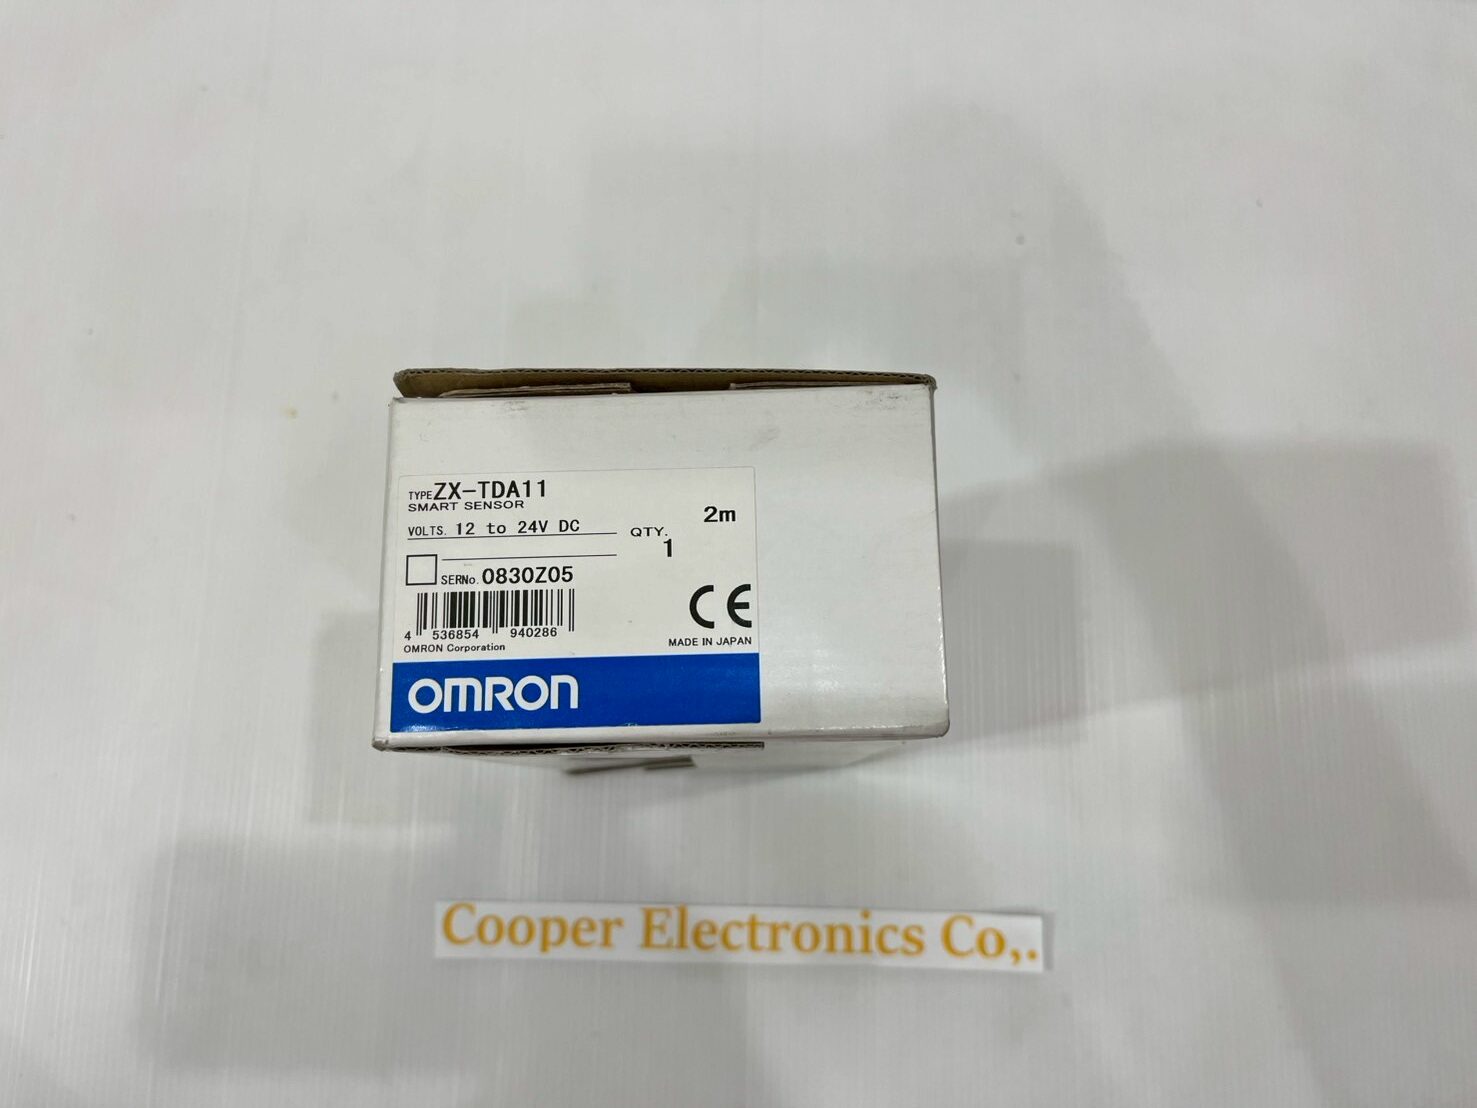 TYPE ZX-TDA11
SMART SENSOR
2m
VOLTS. 12 to 24V DC
QTY.
1
SERNo. 0830Z05
4 536854 940286
OMRON Corporation
CE
MADE IN JAPAN
OMRON
Cooper Electronics Co,.